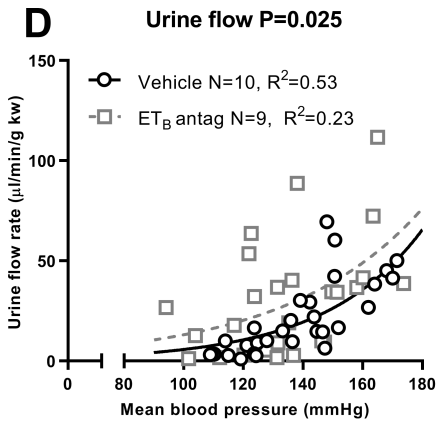 D
Urine flow P=0.025
Vehicle N=10, R²=0.53
ET_B antag N=9, R²=0.23
Urine flow rate (µl/min/g kw)
150
100
50
0
0 80 100 120 140 160 180
Mean blood pressure (mmHg)